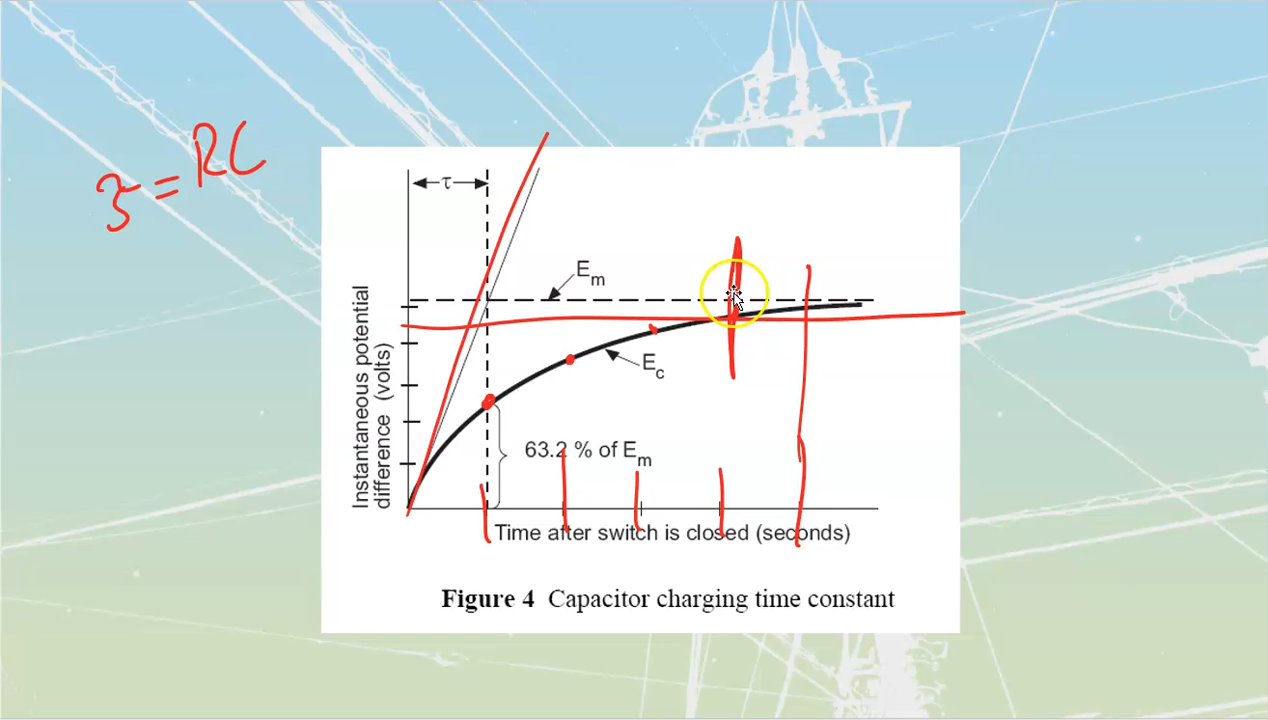 τ = RC
τ
Em
Instantaneous potential
difference (volts)
Ec
63.2 % of Em
Time after switch is closed (seconds)
Figure 4 Capacitor charging time constant